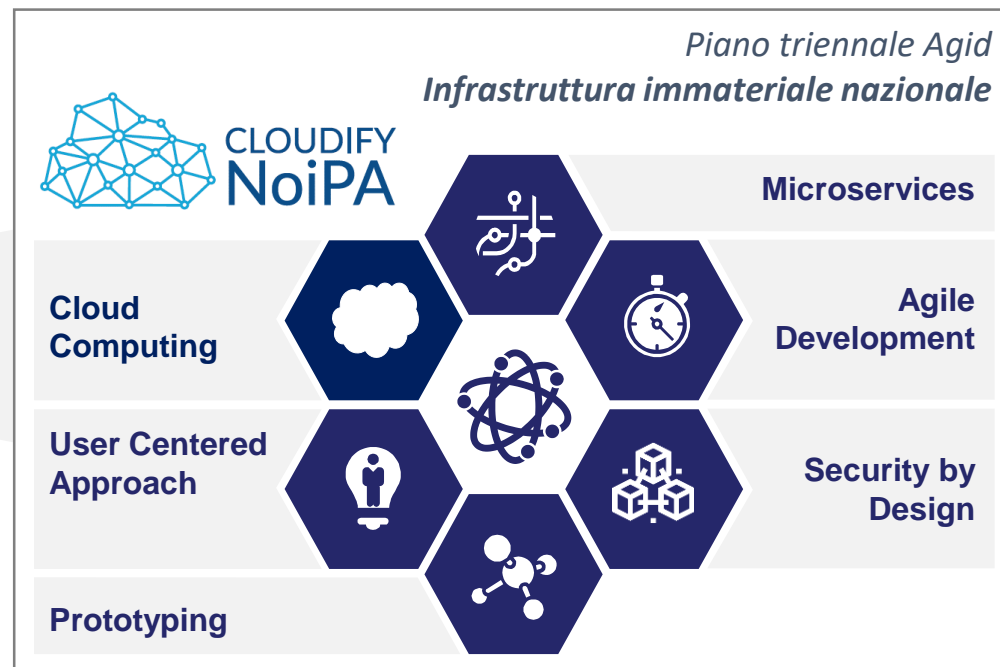 Piano triennale Agid
Infrastruttura immateriale nazionale
CLOUDIFY
NoiPA
Microservices
Cloud
Computing
Agile
Development
User Centered
Approach
Security by
Design
Prototyping